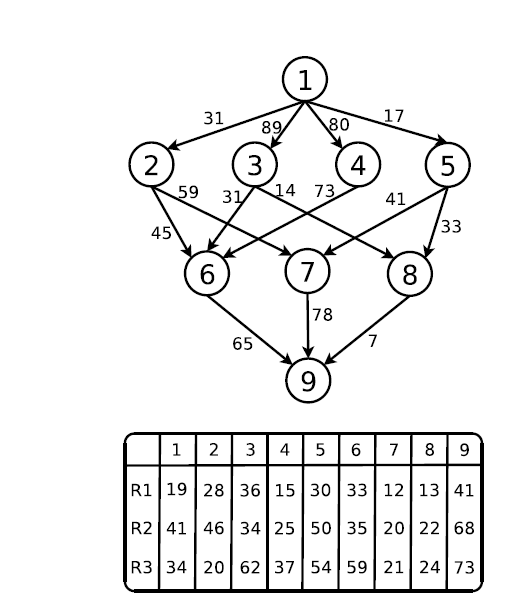 1
31 89 80 17
2 3 4 5
59 31 14 73 41
45 33
6 7 8
65 78 7
9
1 2 3 4 5 6 7 8 9
R1 19 28 36 15 30 33 12 13 41
R2 41 46 34 25 50 35 20 22 68
R3 34 20 62 37 54 59 21 24 73